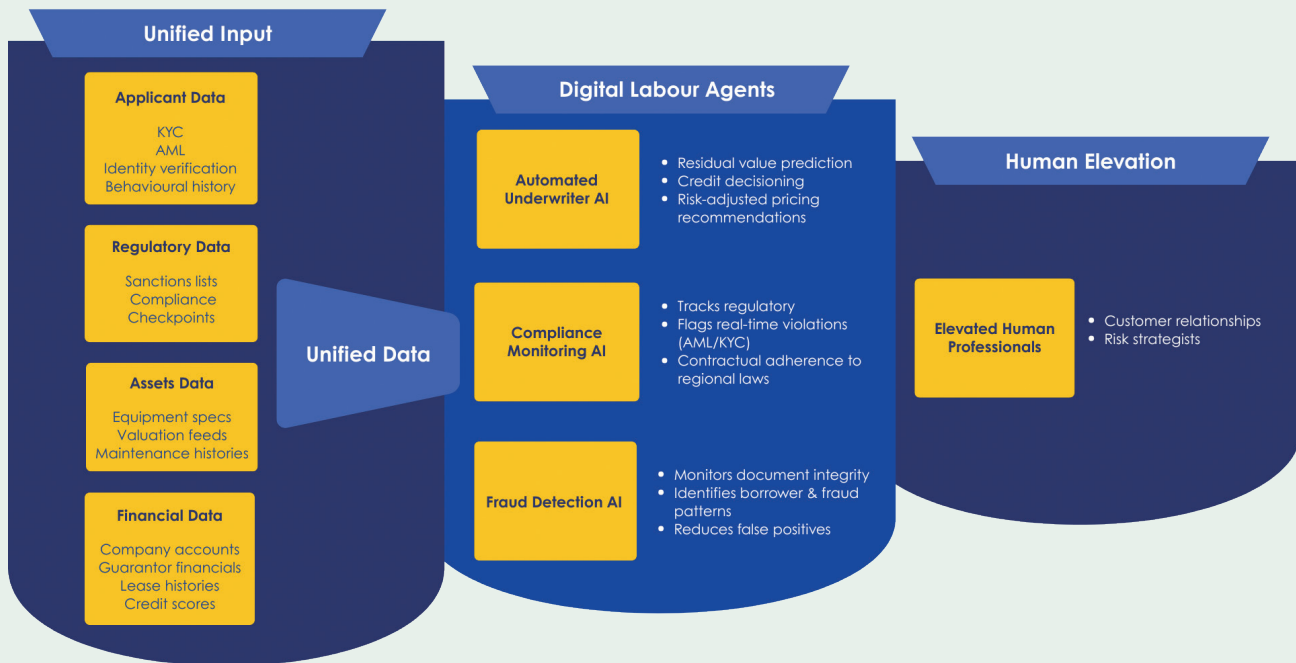 Unified Input
Applicant Data
KYC
AML
Identity verification
Behavioural history
Regulatory Data
Sanctions lists
Compliance
Checkpoints
Assets Data
Equipment specs
Valuation feeds
Maintenance histories
Financial Data
Company accounts
Guarantor financials
Lease histories
Credit scores
Unified Data
Digital Labour Agents
Automated
Underwriter AI
• Residual value prediction
• Credit decisioning
• Risk-adjusted pricing
recommendations
Compliance
Monitoring AI
• Tracks regulatory
• Flags real-time violations
(AML/KYC)
• Contractual adherence to
regional laws
Fraud Detection AI
• Monitors document integrity
• Identifies borrower & fraud
patterns
• Reduces false positives
Human Elevation
Elevated Human
Professionals
• Customer relationships
• Risk strategists